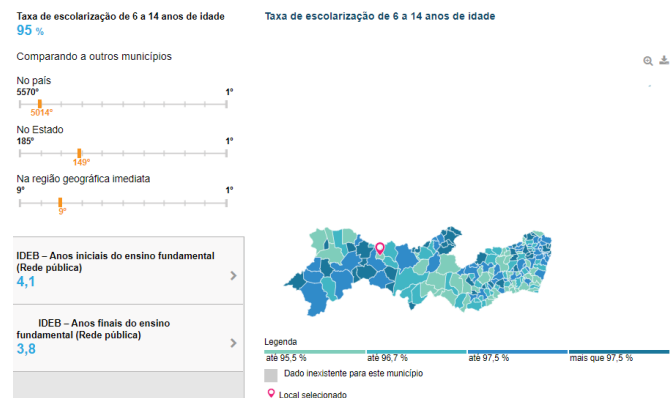 Taxa de escolarização de 6 a 14 anos de idade
95 %
Comparando a outros municípios
No país
5570º 1º
5014º
No Estado
185º 1º
149º
Na região geográfica imediata
9º 1º
9º
IDEB – Anos iniciais do ensino fundamental
(Rede pública)
4,1
IDEB – Anos finais do ensino
fundamental (Rede pública)
3,8
Taxa de escolarização de 6 a 14 anos de idade
Legenda
até 95,5 % até 96,7 % até 97,5 % mais que 97,5 %
Dado inexistente para este município
Local selecionado